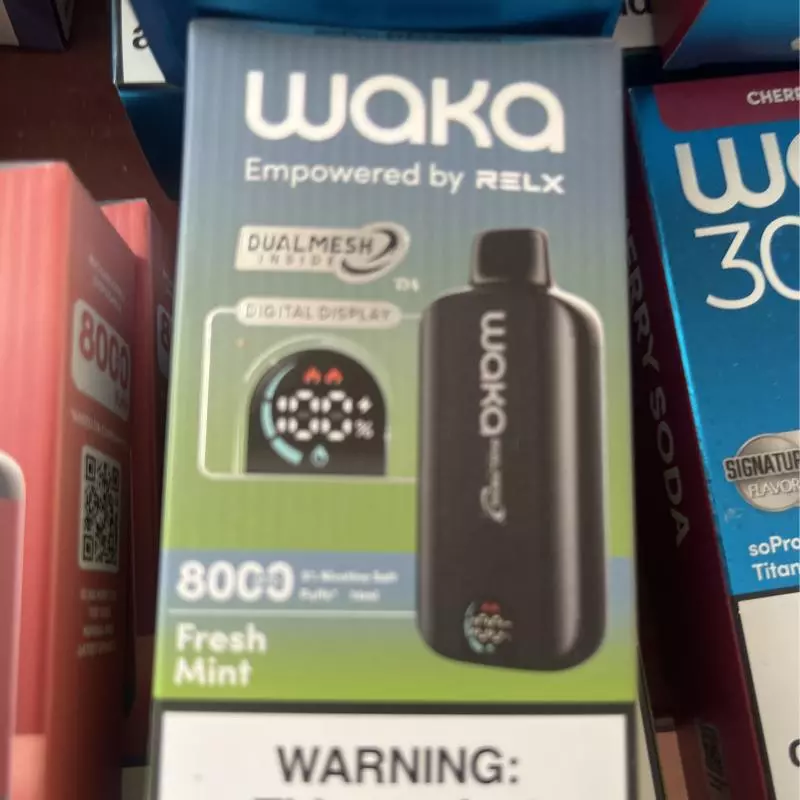 waka
Empowered by RELX
DUALMESH
INSIDE
DIGITAL DISPLAY
100
%
waka
8000
Fresh
Mint
WARNING:
8000
CHERR
30
SIGNATUR
FLAVOR
soPro
Titan
RRY SODA